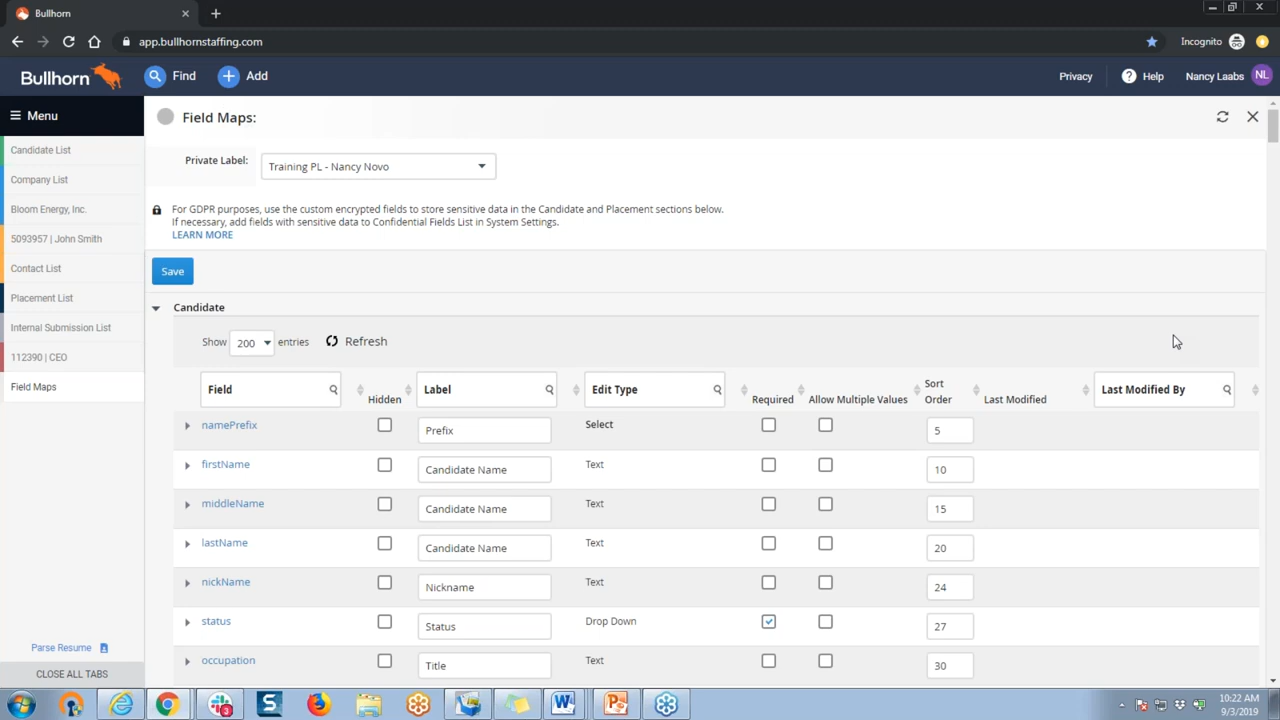 Bullhorn
app.bullhornstaffing.com
Incognito
Bullhorn
Find
Add
Privacy
? Help
Nancy Laabs
NL
Menu
Candidate List
Company List
Bloom Energy, Inc.
5093957 | John Smith
Contact List
Placement List
Internal Submission List
112390 | CEO
Field Maps
Parse Resume
CLOSE ALL TABS
Field Maps:
Private Label:
Training PL - Nancy Novo
For GDPR purposes, use the custom encrypted fields to store sensitive data in the Candidate and Placement sections below.
If necessary, add fields with sensitive data to Confidential Fields List in System Settings.
LEARN MORE
Save
Candidate
Show 200 entries Refresh
Field Hidden Label Edit Type Required Allow Multiple Values Sort Order Last Modified Last Modified By
namePrefix Prefix Select 5
firstName Candidate Name Text 10
middleName Candidate Name Text 15
lastName Candidate Name Text 20
nickName Nickname Text 24
status Status Drop Down 27
occupation Title Text 30
3
10:22 AM
9/3/2019